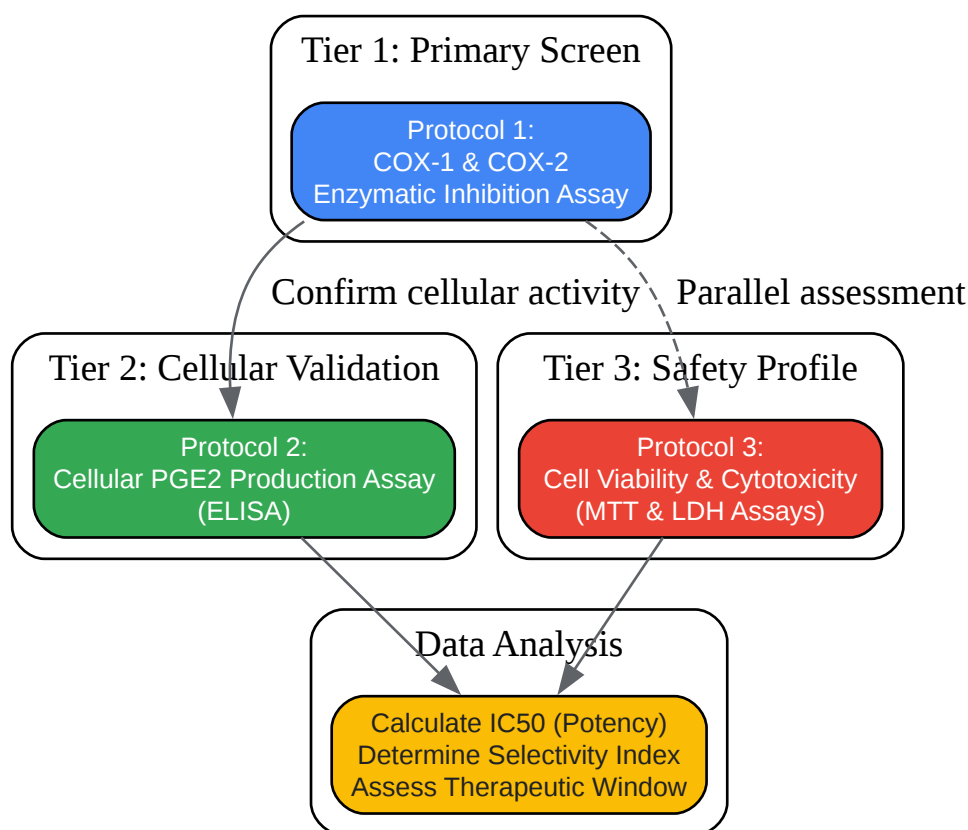 Tier 1: Primary Screen
Protocol 1:
COX-1 & COX-2
Enzymatic Inhibition Assay
Confirm cellular activity
Parallel assessment
Tier 2: Cellular Validation
Protocol 2:
Cellular PGE2 Production Assay
(ELISA)
Tier 3: Safety Profile
Protocol 3:
Cell Viability & Cytotoxicity
(MTT & LDH Assays)
Data Analysis
Calculate IC50 (Potency)
Determine Selectivity Index
Assess Therapeutic Window